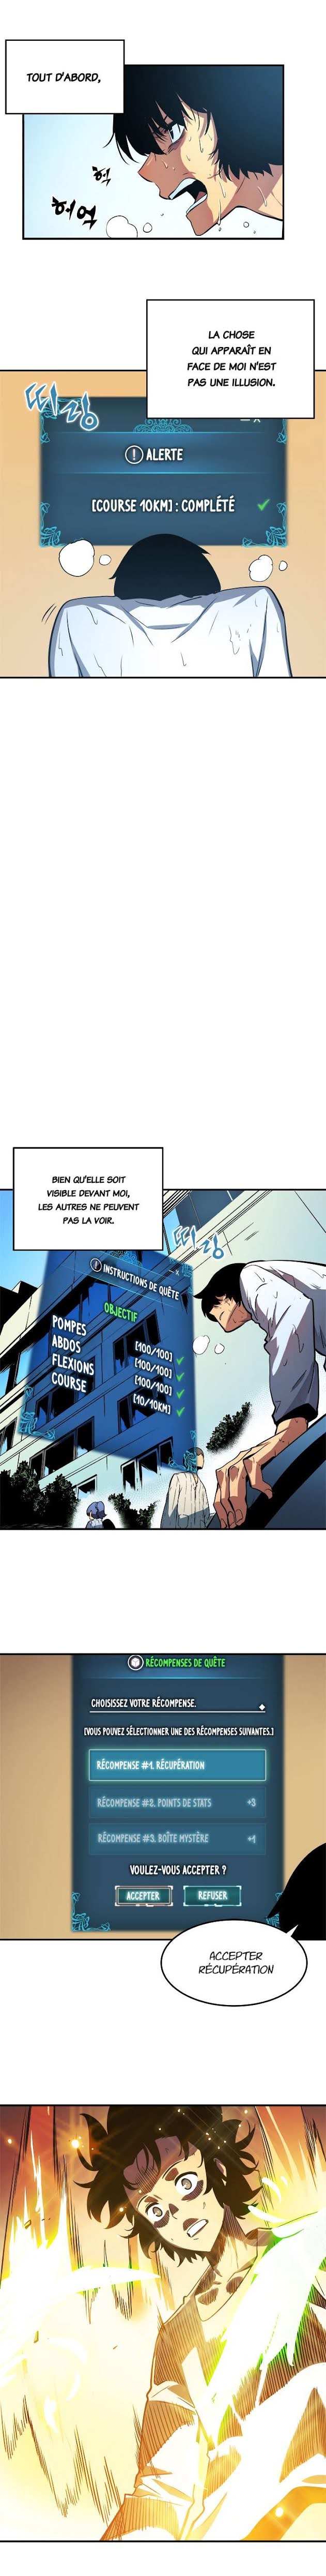 TOUT D'ABORD,
헉
허억
LA CHOSE
QUI APPARAÎT EN
FACE DE MOI N'EST
PAS UNE ILLUSION.
띠링
! ALERTE
[COURSE 10KM] : COMPLÉTÉ ✓
BIEN QU'ELLE SOIT
VISIBLE DEVANT MOI,
LES AUTRES NE PEUVENT
PAS LA VOIR.
띠링
! INSTRUCTIONS DE QUÊTE
OBJECTIF
POMPES [100/100] ✓
ABDOS [100/100] ✓
FLEXIONS [100/100] ✓
COURSE [10/10KM] ✓
RÉCOMPENSES DE QUÊTE
CHOISISSEZ VOTRE RÉCOMPENSE.
[VOUS POUVEZ SÉLECTIONNER UNE DES RÉCOMPENSES SUIVANTES.]
RÉCOMPENSE #1. RÉCUPÉRATION
RÉCOMPENSE #2. POINTS DE STATS +3
RÉCOMPENSE #3. BOÎTE MYSTÈRE +1
VOULEZ-VOUS ACCEPTER ?
ACCEPTER REFUSER
ACCEPTER
RÉCUPÉRATION